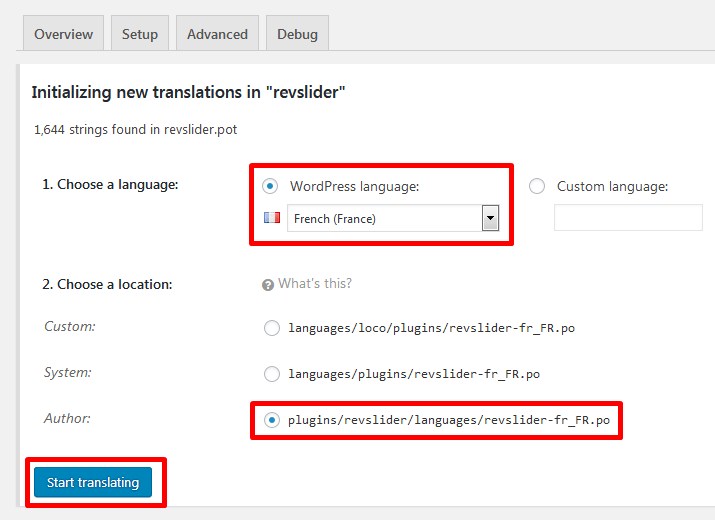 Overview Setup Advanced Debug
Initializing new translations in "revslider"
1,644 strings found in revslider.pot
1. Choose a language: WordPress language: Custom language:
French (France)
2. Choose a location: ? What's this?
Custom: languages/loco/plugins/revslider-fr_FR.po
System: languages/plugins/revslider-fr_FR.po
Author: plugins/revslider/languages/revslider-fr_FR.po
Start translating